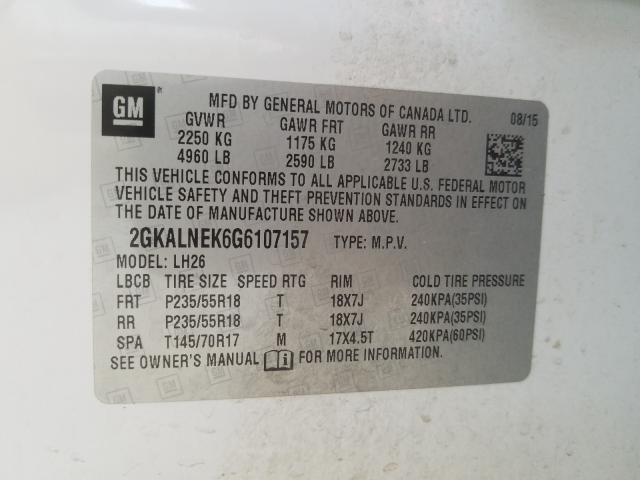 GM
MFD BY GENERAL MOTORS OF CANADA LTD. 08/15
GVWR GAWR FRT GAWR RR
2250 KG 1175 KG 1240 KG
4960 LB 2590 LB 2733 LB
THIS VEHICLE CONFORMS TO ALL APPLICABLE U.S. FEDERAL MOTOR
VEHICLE SAFETY AND THEFT PREVENTION STANDARDS IN EFFECT ON
THE DATE OF MANUFACTURE SHOWN ABOVE.
2GKALNEK6G6107157 TYPE: M.P.V.
MODEL: LH26
LBCB TIRE SIZE SPEED RTG RIM COLD TIRE PRESSURE
FRT P235/55R18 T 18X7J 240KPA(35PSI)
RR P235/55R18 T 18X7J 240KPA(35PSI)
SPA T145/70R17 M 17X4.5T 420KPA(60PSI)
SEE OWNER'S MANUAL FOR MORE INFORMATION.